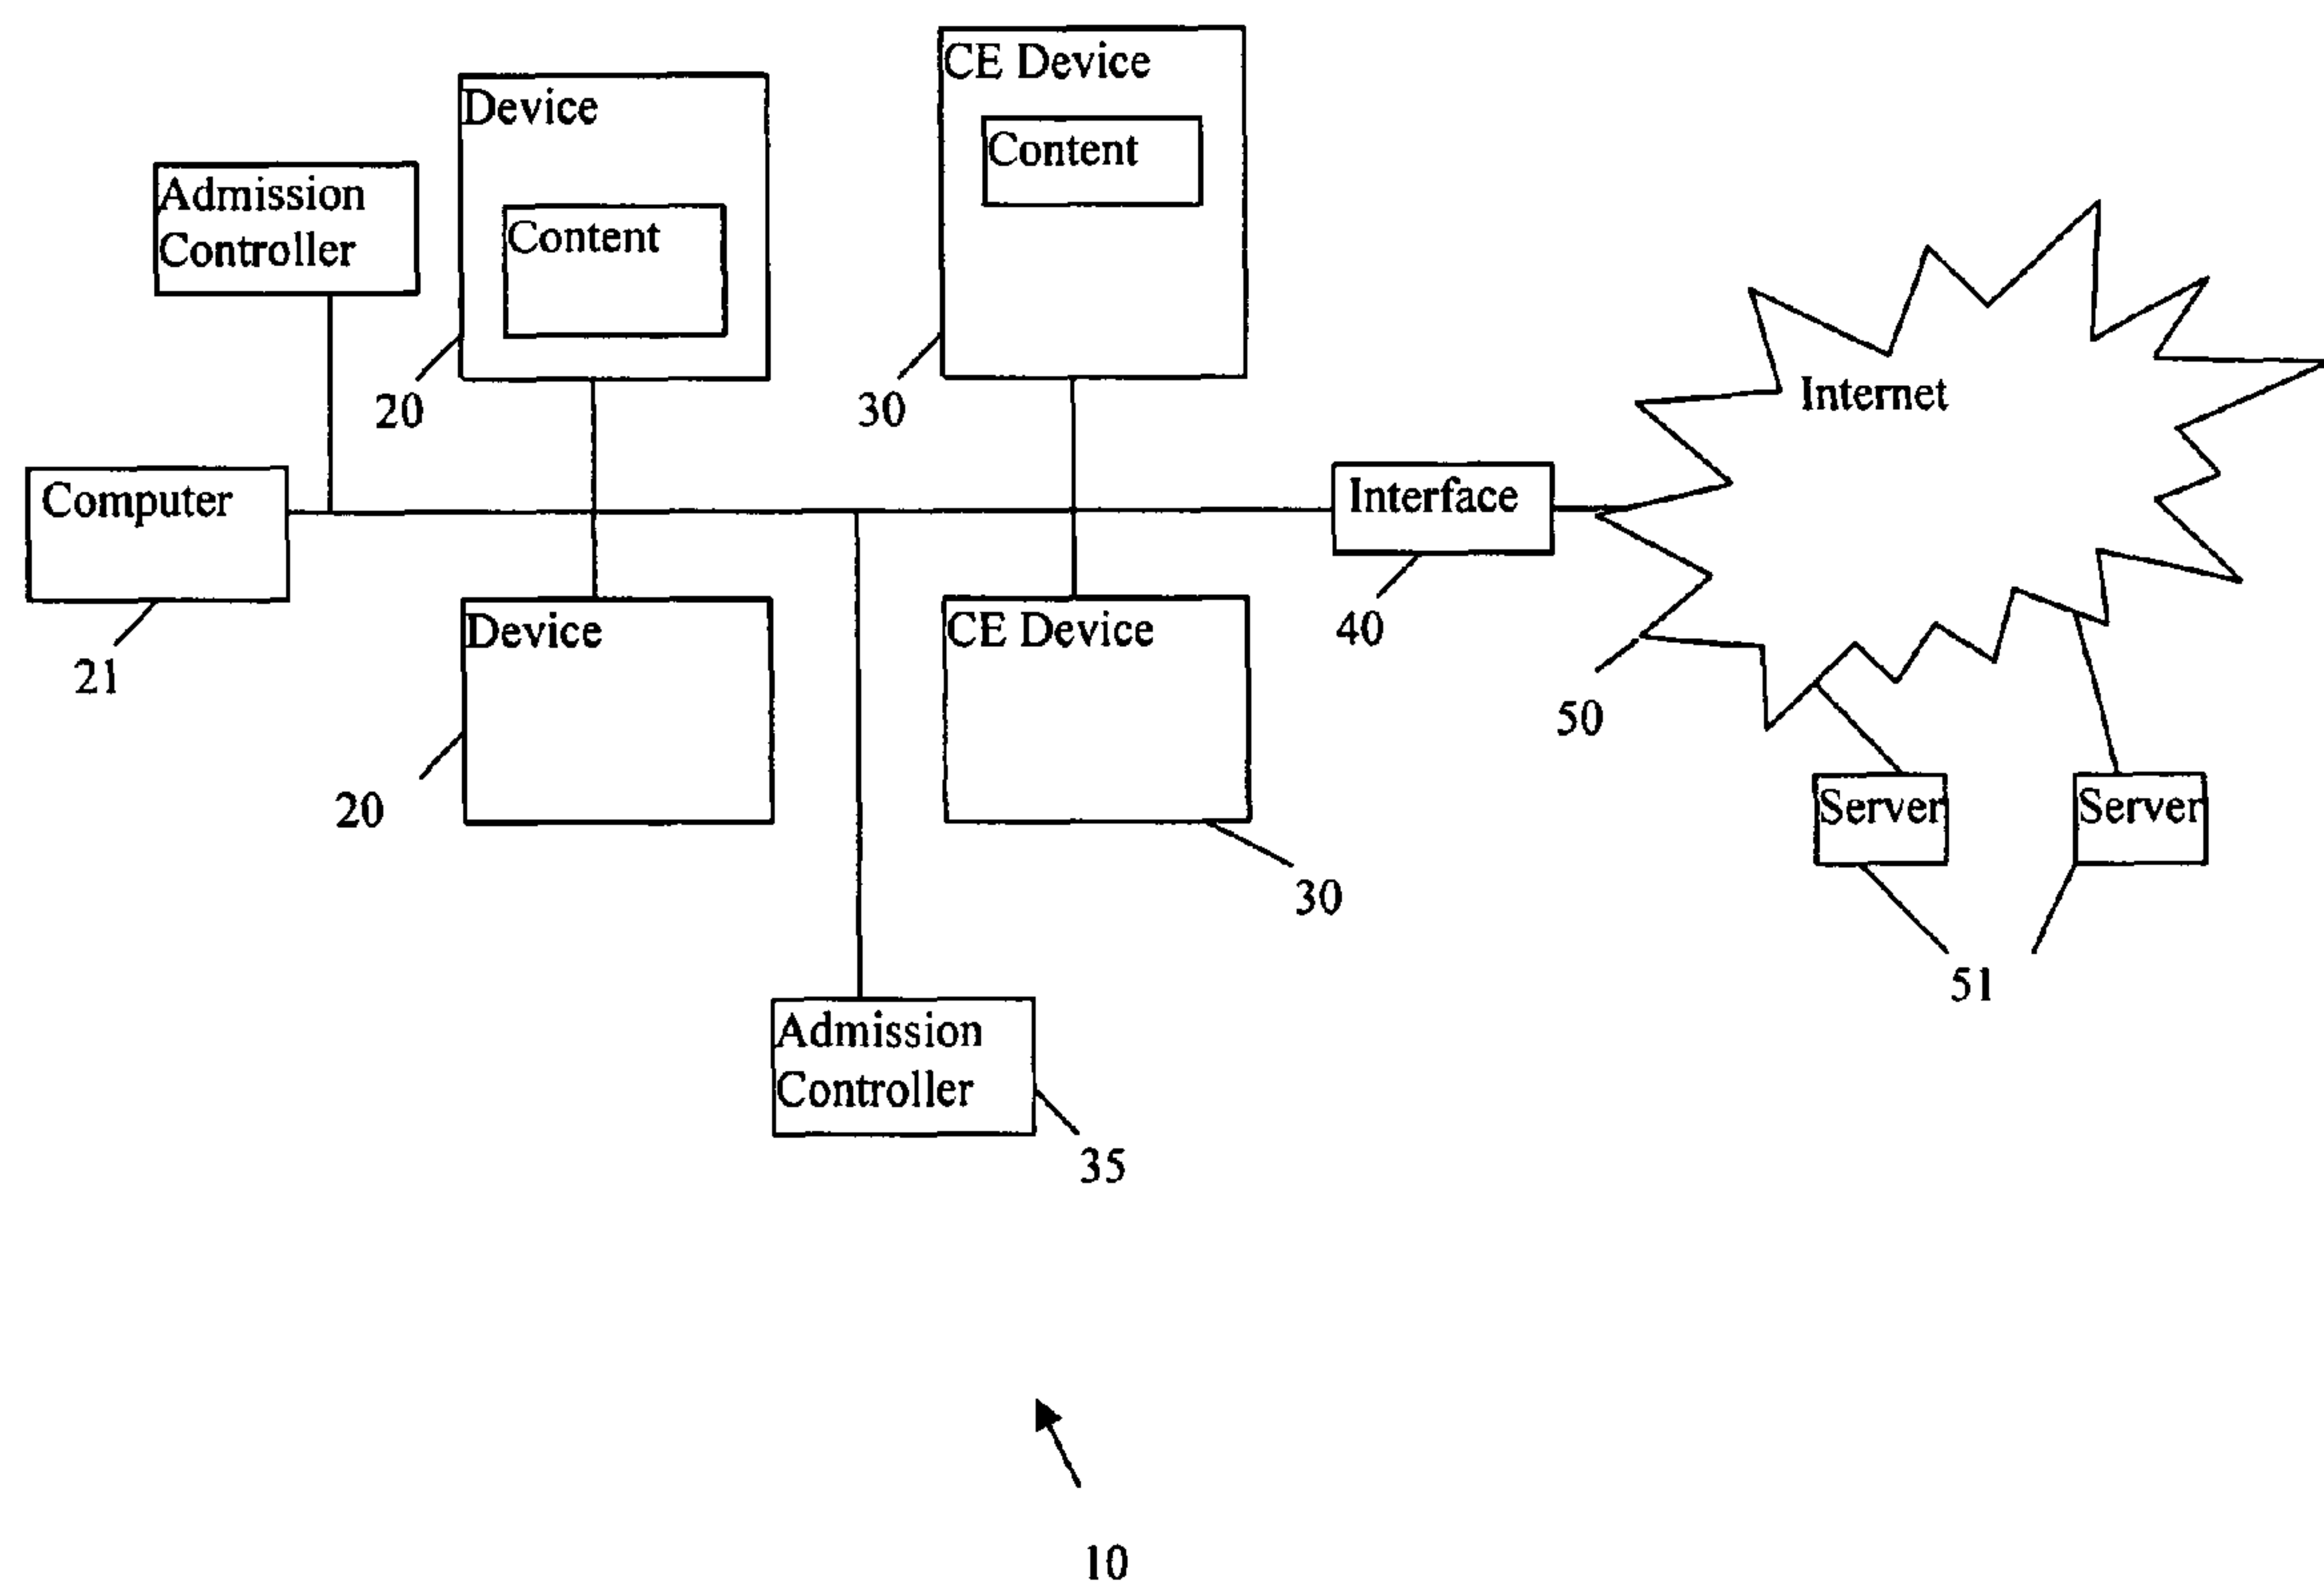 CE Device
Content
Device
Content
Admission
Controller
20
30
Internet
Computer
21
Interface
40
Device
20
CE Device
30
50
Server
Server
51
Admission
Controller
35
10